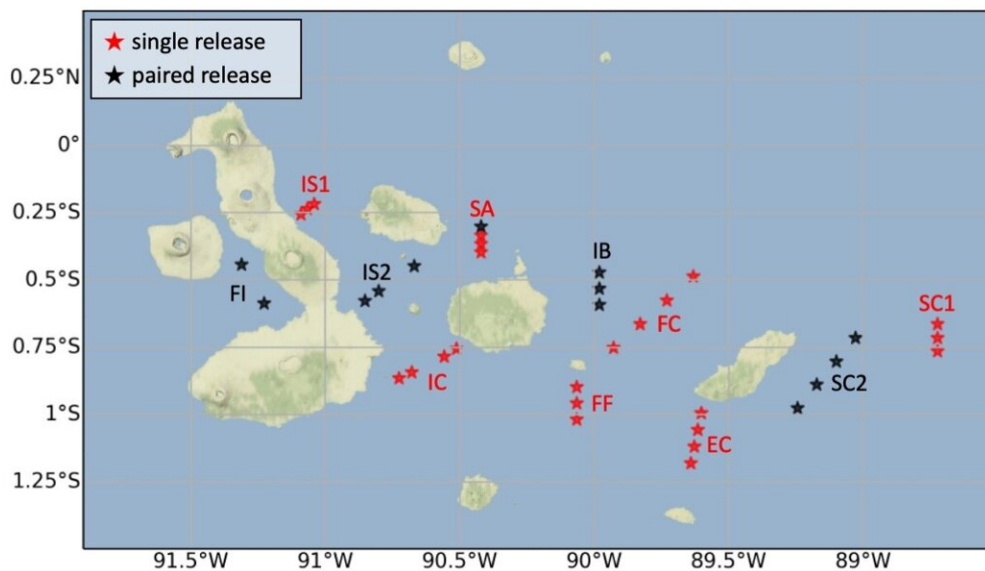 single release
paired release
0.25°N
0°
0.25°S
0.5°S
0.75°S
1°S
1.25°S
IS1
SA
FI
IS2
IB
FC
SC1
IC
FF
SC2
EC
91.5°W
91°W
90.5°W
90°W
89.5°W
89°W